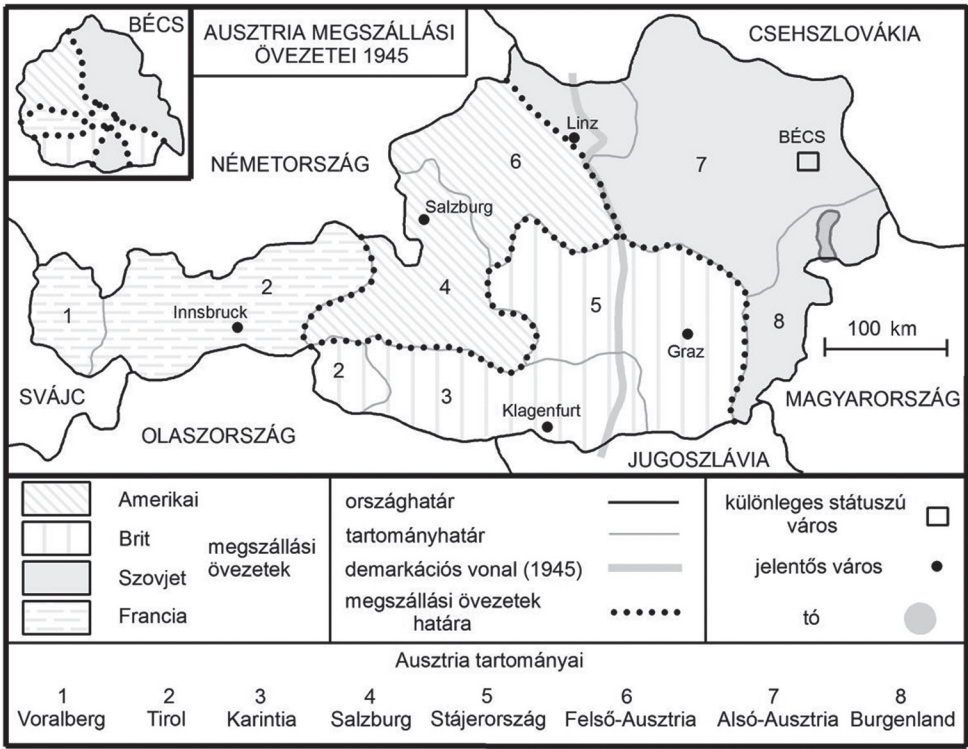 BÉCS
AUSZTRIA MEGSZÁLLÁSI
ÖVEZETEI 1945
CSEHSZLOVÁKIA
NÉMETORSZÁG
Linz
BÉCS
6
7
Salzburg
1
2
Innsbruck
4
5
8
Graz
100 km
2
3
Klagenfurt
SVÁJC
OLASZORSZÁG
MAGYARORSZÁG
JUGOSZLÁVIA
Amerikai
Brit
Szovjet
Francia
megszállási
övezetek
országhatár
tartományhatár
demarkációs vonal (1945)
megszállási övezetek
határa
különleges státuszú
város
jelentős város
tó
Ausztria tartományai
1 2 3 4 5 6 7 8
Voralberg Tirol Karintia Salzburg Stájerország Felső-Ausztria Alsó-Ausztria Burgenland